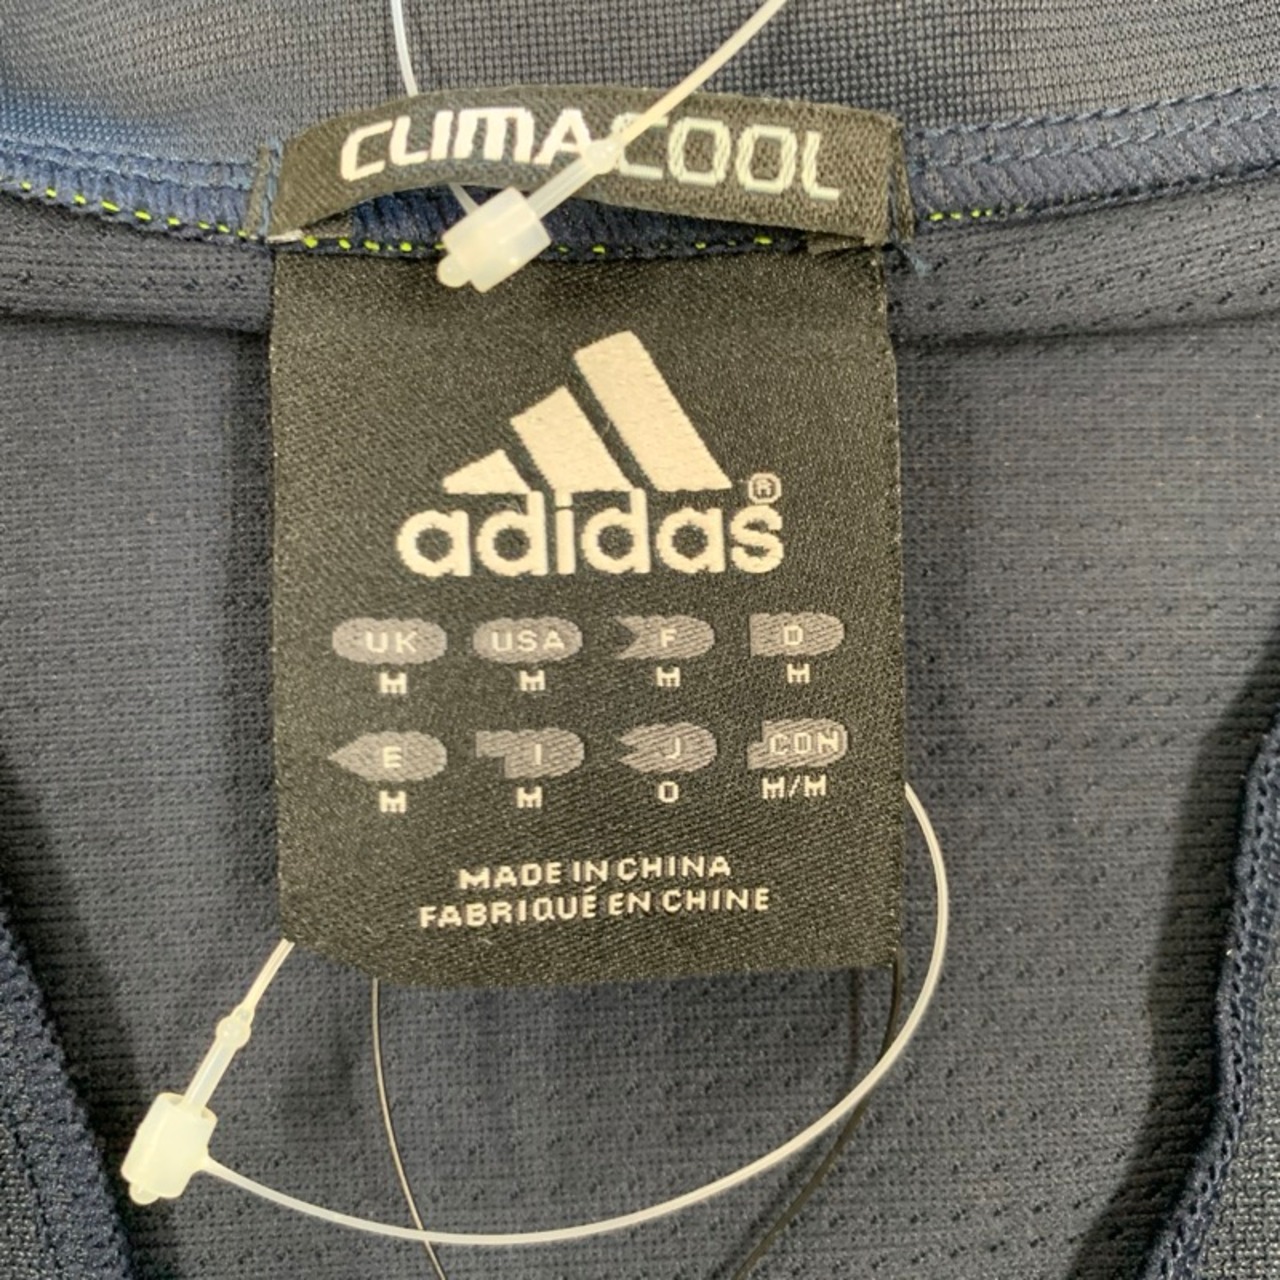 CLIMACOOL
adidas®
UK USA F D
M M M M
E I J CON
M M O M/M
MADE IN CHINA
FABRIQUÉ EN CHINE